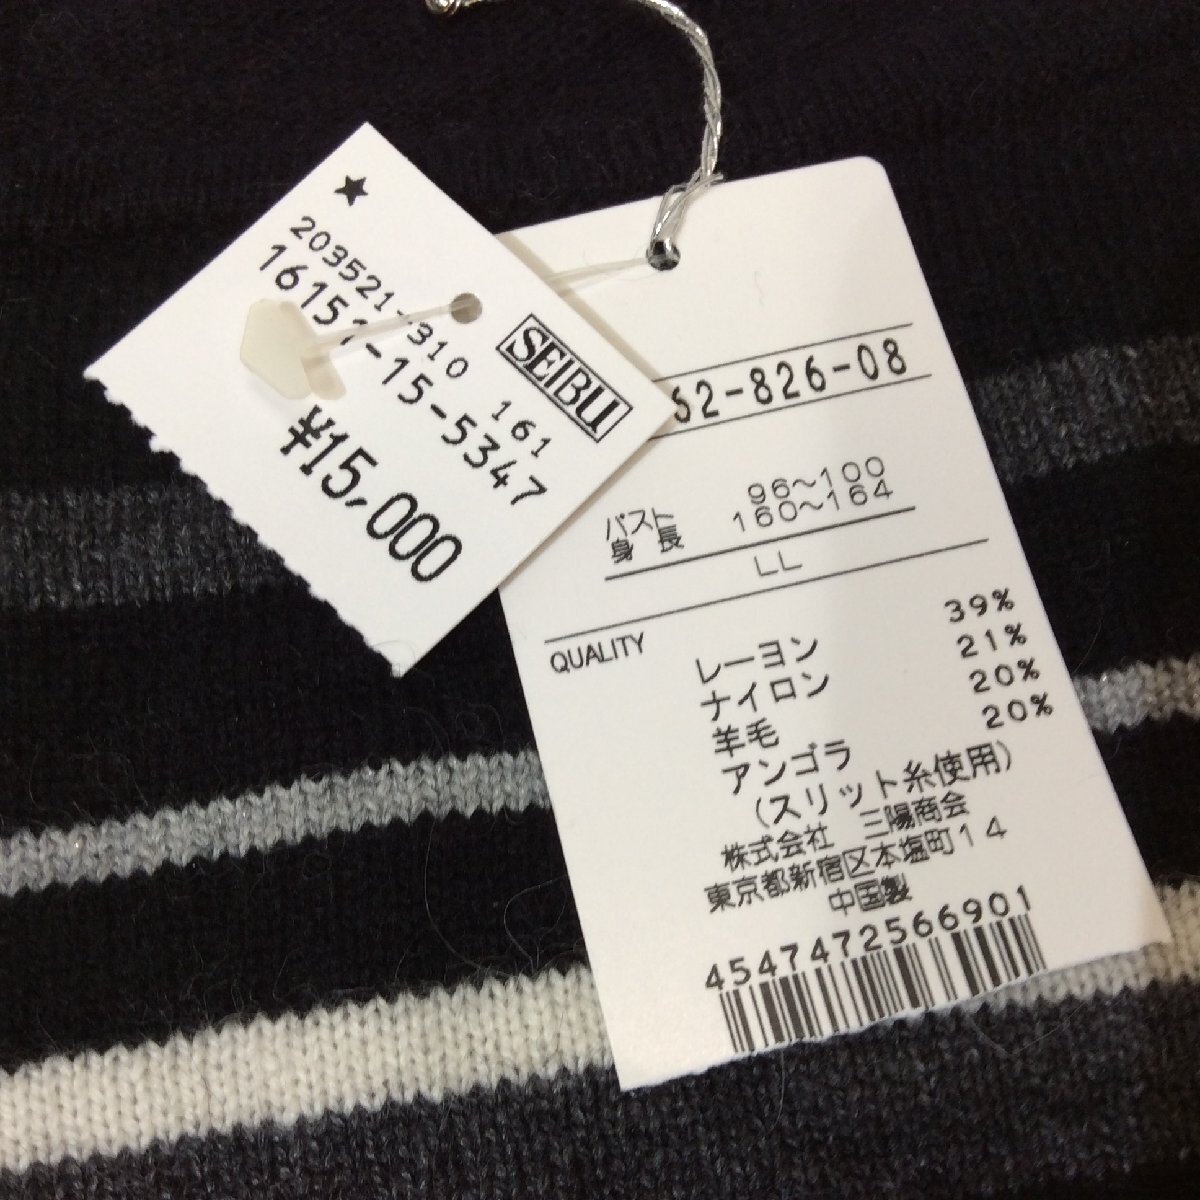 ★
203521-310 161
16151-15-5347
¥15,000
SEIBU
62-826-08
バスト 96～100
身長 160～164
LL
QUALITY
レーヨン 39%
ナイロン 21%
羊毛 20%
アンゴラ 20%
(スリット糸使用)
株式会社 三陽商会
東京都新宿区本塩町14
中国製
4547472566901